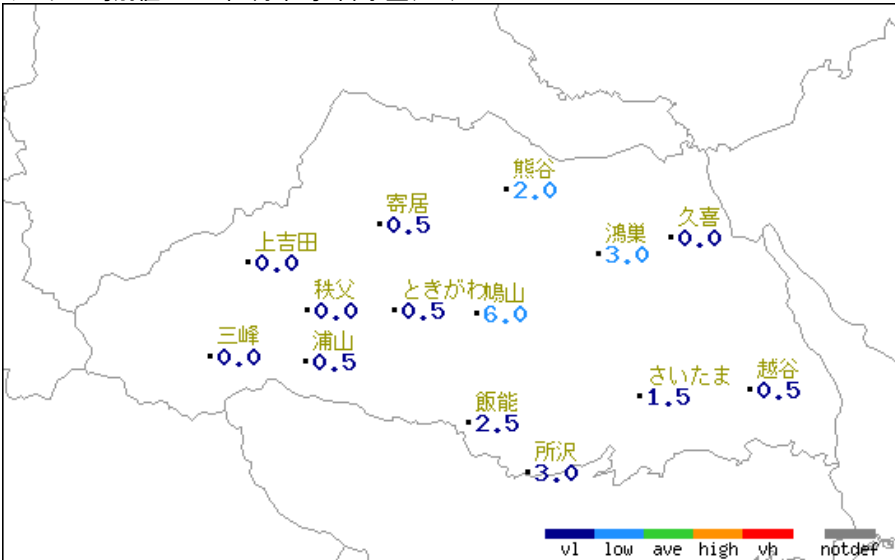 熊谷
2.0
寄居
0.5
久喜
0.0
鴻巣
3.0
上吉田
0.0
秩父
0.0
ときがわ
0.5
鳩山
6.0
三峰
0.0
浦山
0.5
さいたま
1.5
越谷
0.5
飯能
2.5
所沢
3.0
vl low ave high vh notder